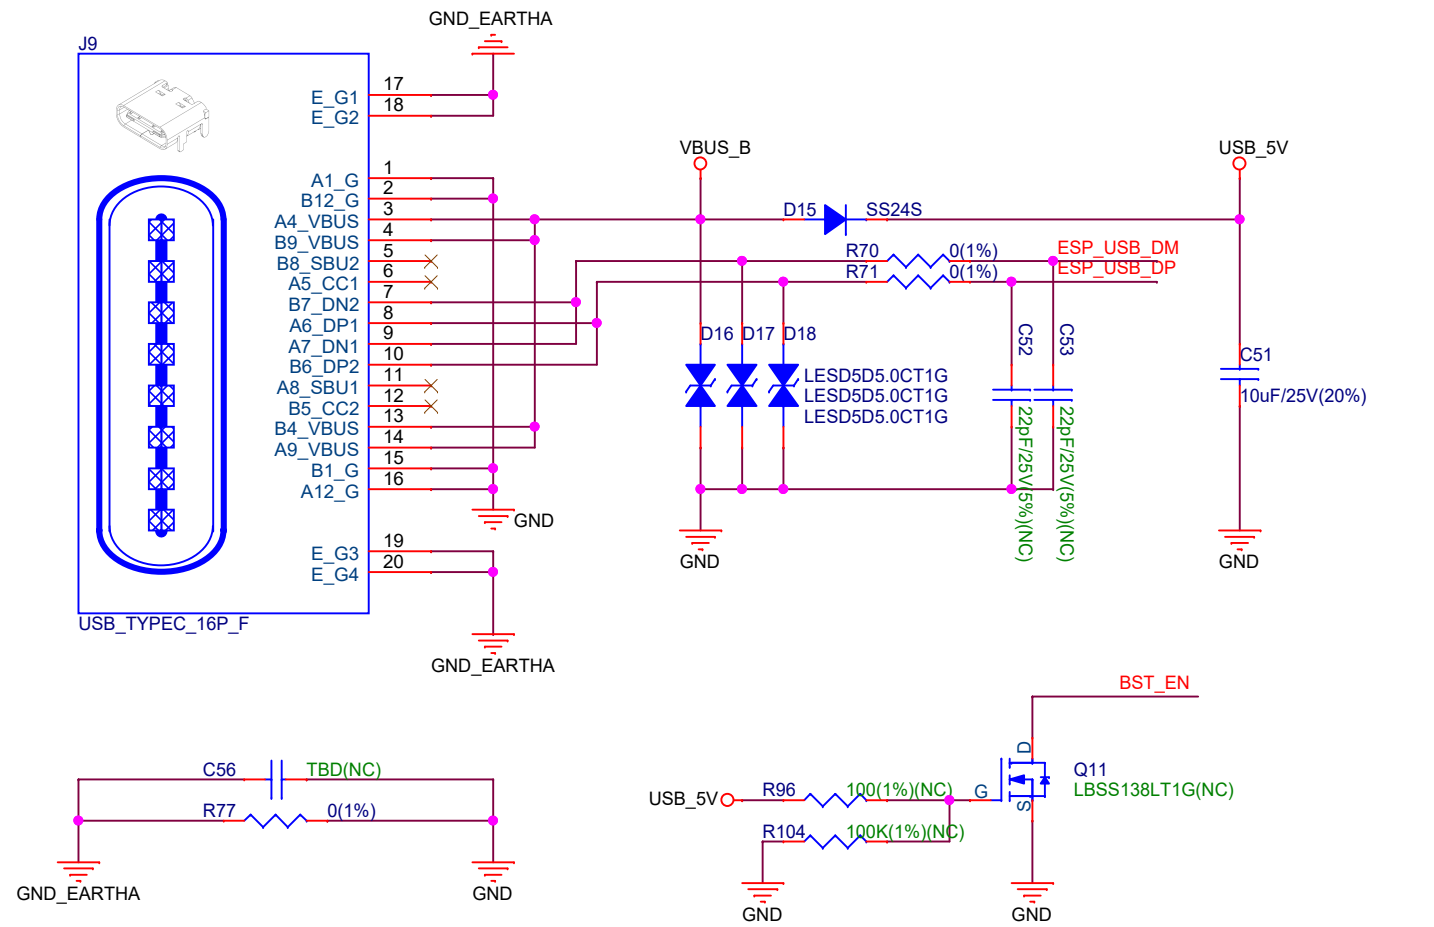 GND_EARTHA
J9
E_G1 17
E_G2 18
A1_G 1
B12_G 2
A4_VBUS 3
B9_VBUS 4
B8_SBU2 5
A5_CC1 6
B7_DN2 7
A6_DP1 8
A7_DN1 9
B6_DP2 10
A8_SBU1 11
B5_CC2 12
B4_VBUS 13
A9_VBUS 14
B1_G 15
A12_G 16
GND
E_G3 19
E_G4 20
USB_TYPEC_16P_F
GND_EARTHA
VBUS_B
USB_5V
D15 SS24S
R70 0(1%) ESP_USB_DM
R71 0(1%) ESP_USB_DP
D16 D17 D18
LESD5D5.0CT1G
LESD5D5.0CT1G
LESD5D5.0CT1G
C52
22pF/25V(5%)(NC)
C53
22pF/25V(5%)(NC)
C51
10uF/25V(20%)
GND
GND
C56 TBD(NC)
R77 0(1%)
GND_EARTHA
GND
BST_EN
USB_5V
R96 100(1%)(NC)
R104 100K(1%)(NC)
G
D
S
Q11
LBSS138LT1G(NC)
GND
GND